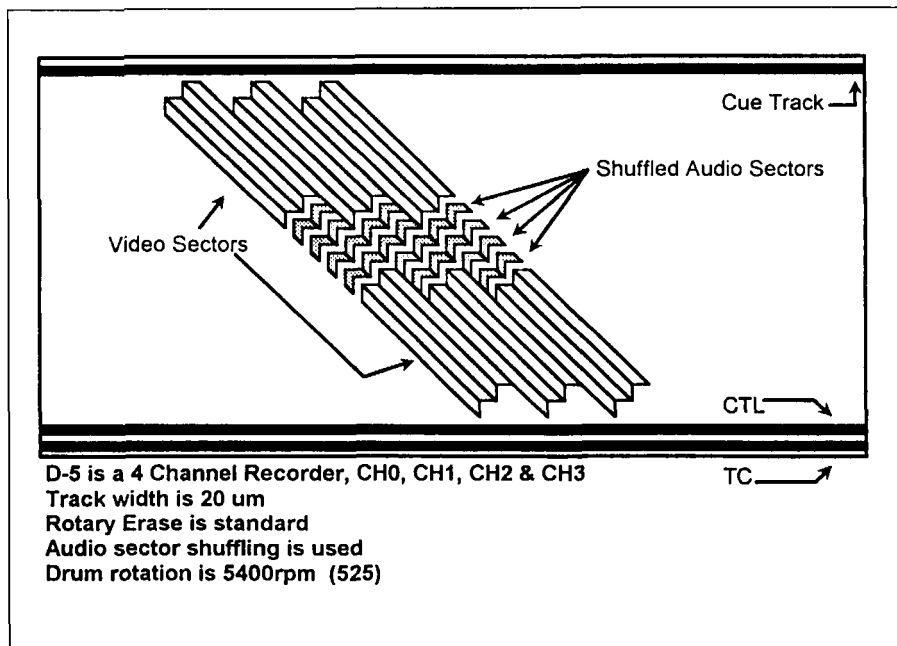 Cue Track
Shuffled Audio Sectors
Video Sectors
CTL
TC
D-5 is a 4 Channel Recorder, CH0, CH1, CH2 & CH3
Track width is 20 um
Rotary Erase is standard
Audio sector shuffling is used
Drum rotation is 5400rpm (525)